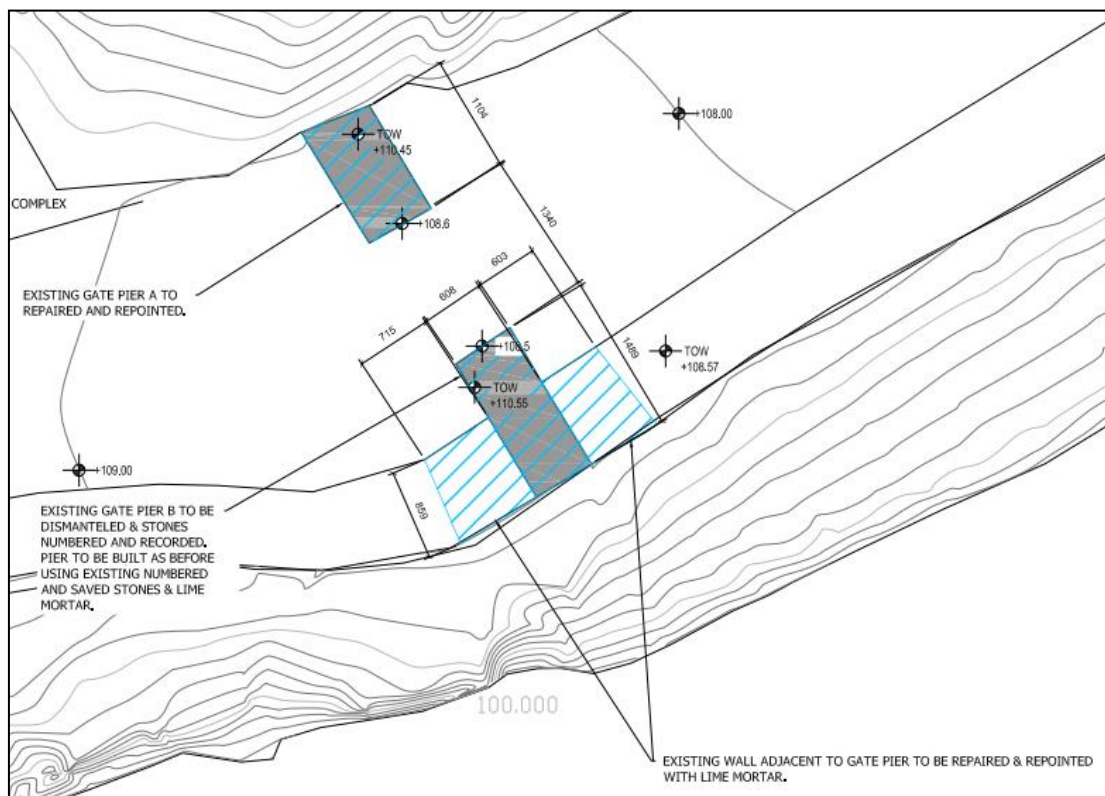 TOW
+110.45
+108.00
1104
COMPLEX
+108.6
1340
603
608
715
EXISTING GATE PIER A TO
REPAIRED AND REPOINTED.
+108.5
1489
TOW
+108.57
TOW
+110.55
+109.00
859
EXISTING GATE PIER B TO BE
DISMANTELED & STONES
NUMBERED AND RECORDED.
PIER TO BE BUILT AS BEFORE
USING EXISTING NUMBERED
AND SAVED STONES & LIME
MORTAR.
100.000
EXISTING WALL ADJACENT TO GATE PIER TO BE REPAIRED & REPOINTED
WITH LIME MORTAR.